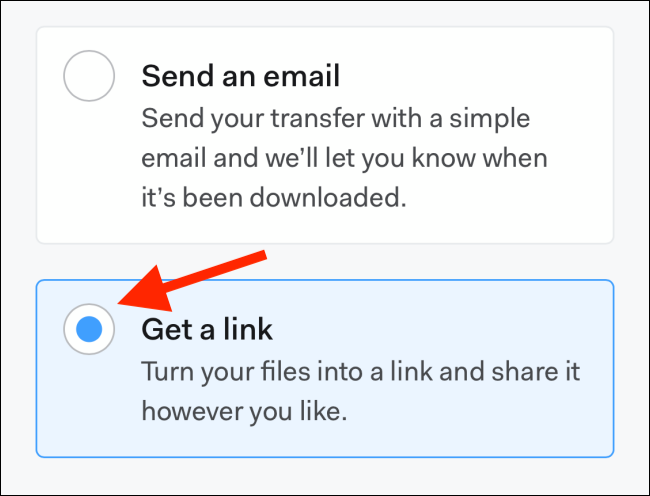 Send an email
Send your transfer with a simple
email and we’ll let you know when
it’s been downloaded.
Get a link
Turn your files into a link and share it
however you like.